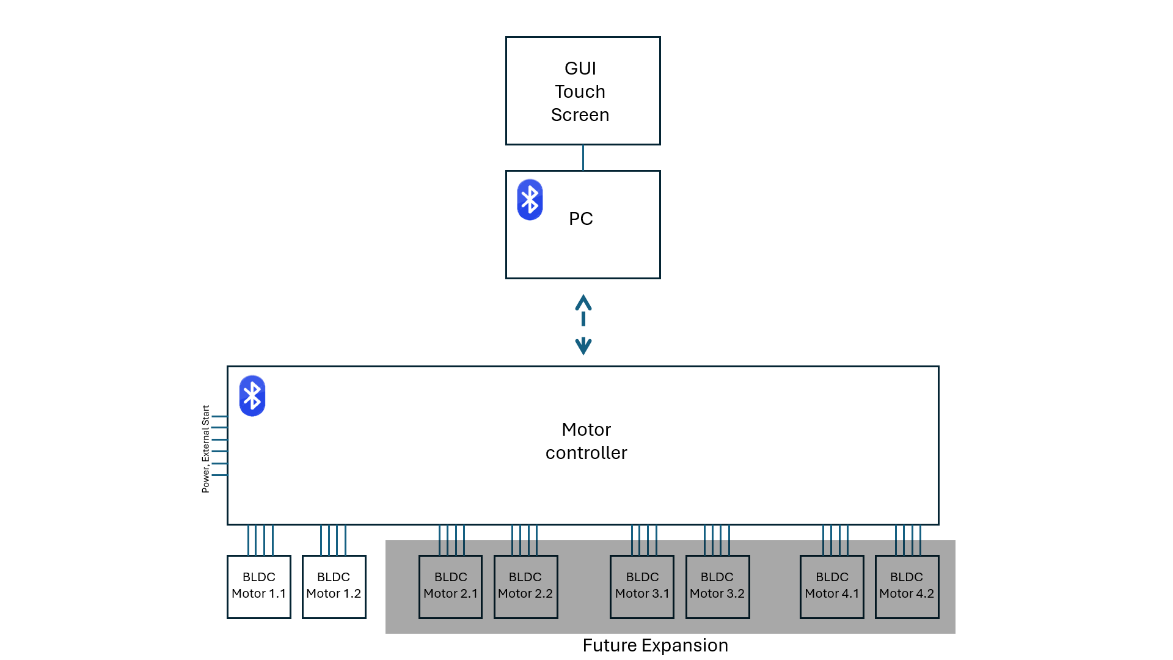 GUI
Touch
Screen
PC
Motor
controller
Power, External Start
BLDC
Motor 1.1
BLDC
Motor 1.2
BLDC
Motor 2.1
BLDC
Motor 2.2
BLDC
Motor 3.1
BLDC
Motor 3.2
BLDC
Motor 4.1
BLDC
Motor 4.2
Future Expansion